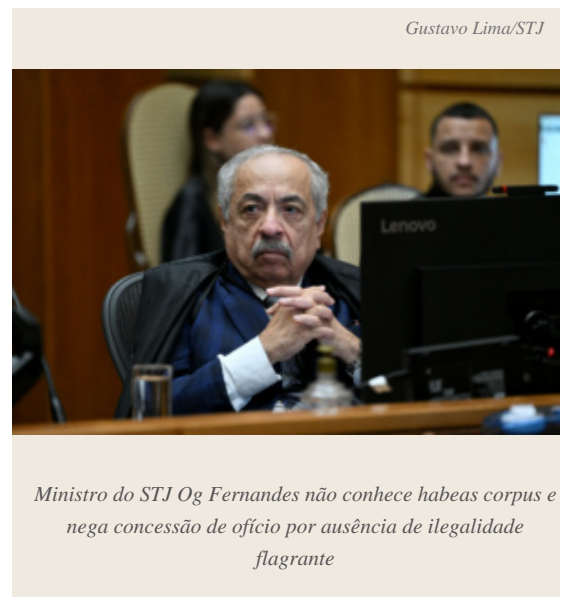 Gustavo Lima/STJ
Lenovo
Ministro do STJ Og Fernandes não conhece habeas corpus e
nega concessão de ofício por ausência de ilegalidade
flagrante